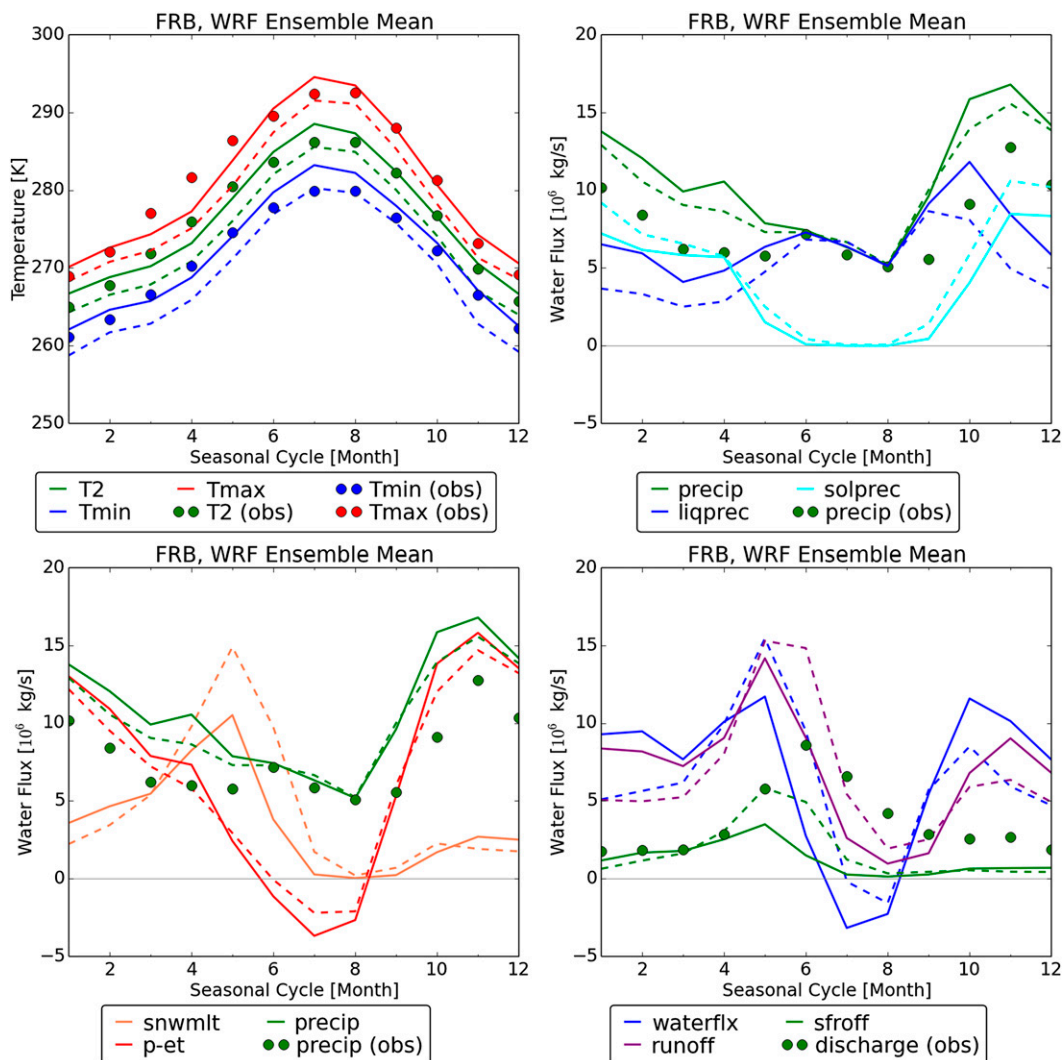 FRB, WRF Ensemble Mean
Temperature [K]
300
290
280
270
260
250
2
4
6
8
10
12
Seasonal Cycle [Month]
T2
Tmin
Tmax
T2 (obs)
Tmin (obs)
Tmax (obs)
FRB, WRF Ensemble Mean
Water Flux [10⁶ kg/s]
20
15
10
5
0
−5
2
4
6
8
10
12
Seasonal Cycle [Month]
precip
liqprec
solprec
precip (obs)
FRB, WRF Ensemble Mean
Water Flux [10⁶ kg/s]
20
15
10
5
0
−5
2
4
6
8
10
12
Seasonal Cycle [Month]
snwmlt
p-et
precip
precip (obs)
FRB, WRF Ensemble Mean
Water Flux [10⁶ kg/s]
20
15
10
5
0
−5
2
4
6
8
10
12
Seasonal Cycle [Month]
waterflx
runoff
sfroff
discharge (obs)